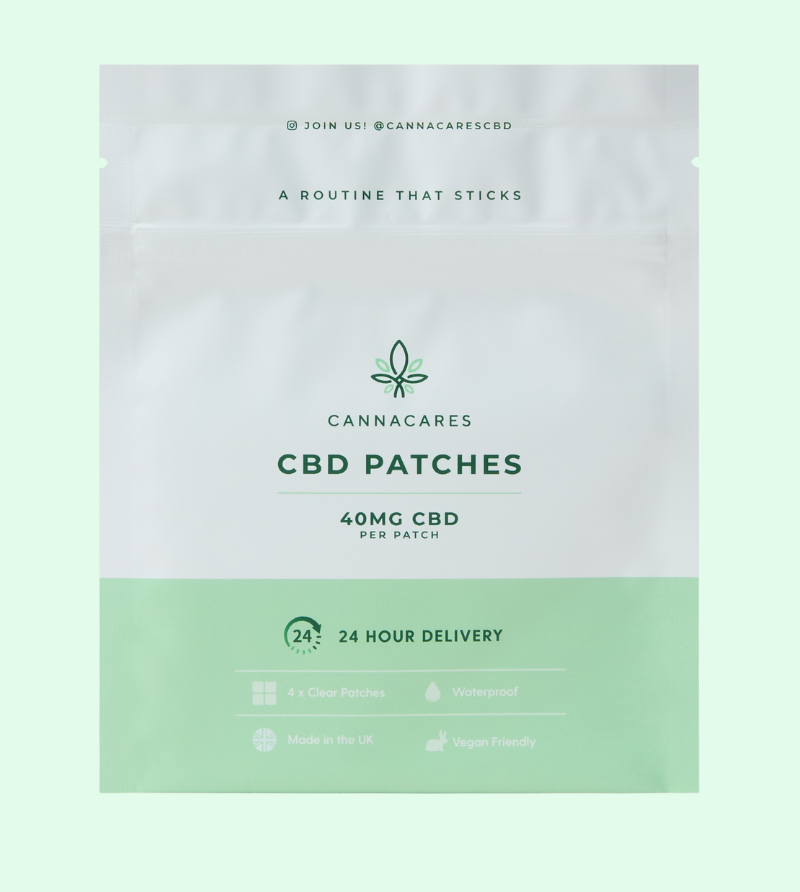 JOIN US! @CANNACARESCBD
A ROUTINE THAT STICKS
CANNACARES
CBD PATCHES
40MG CBD
PER PATCH
24 24 HOUR DELIVERY
4 x Clear Patches Waterproof
Made in the UK Vegan Friendly